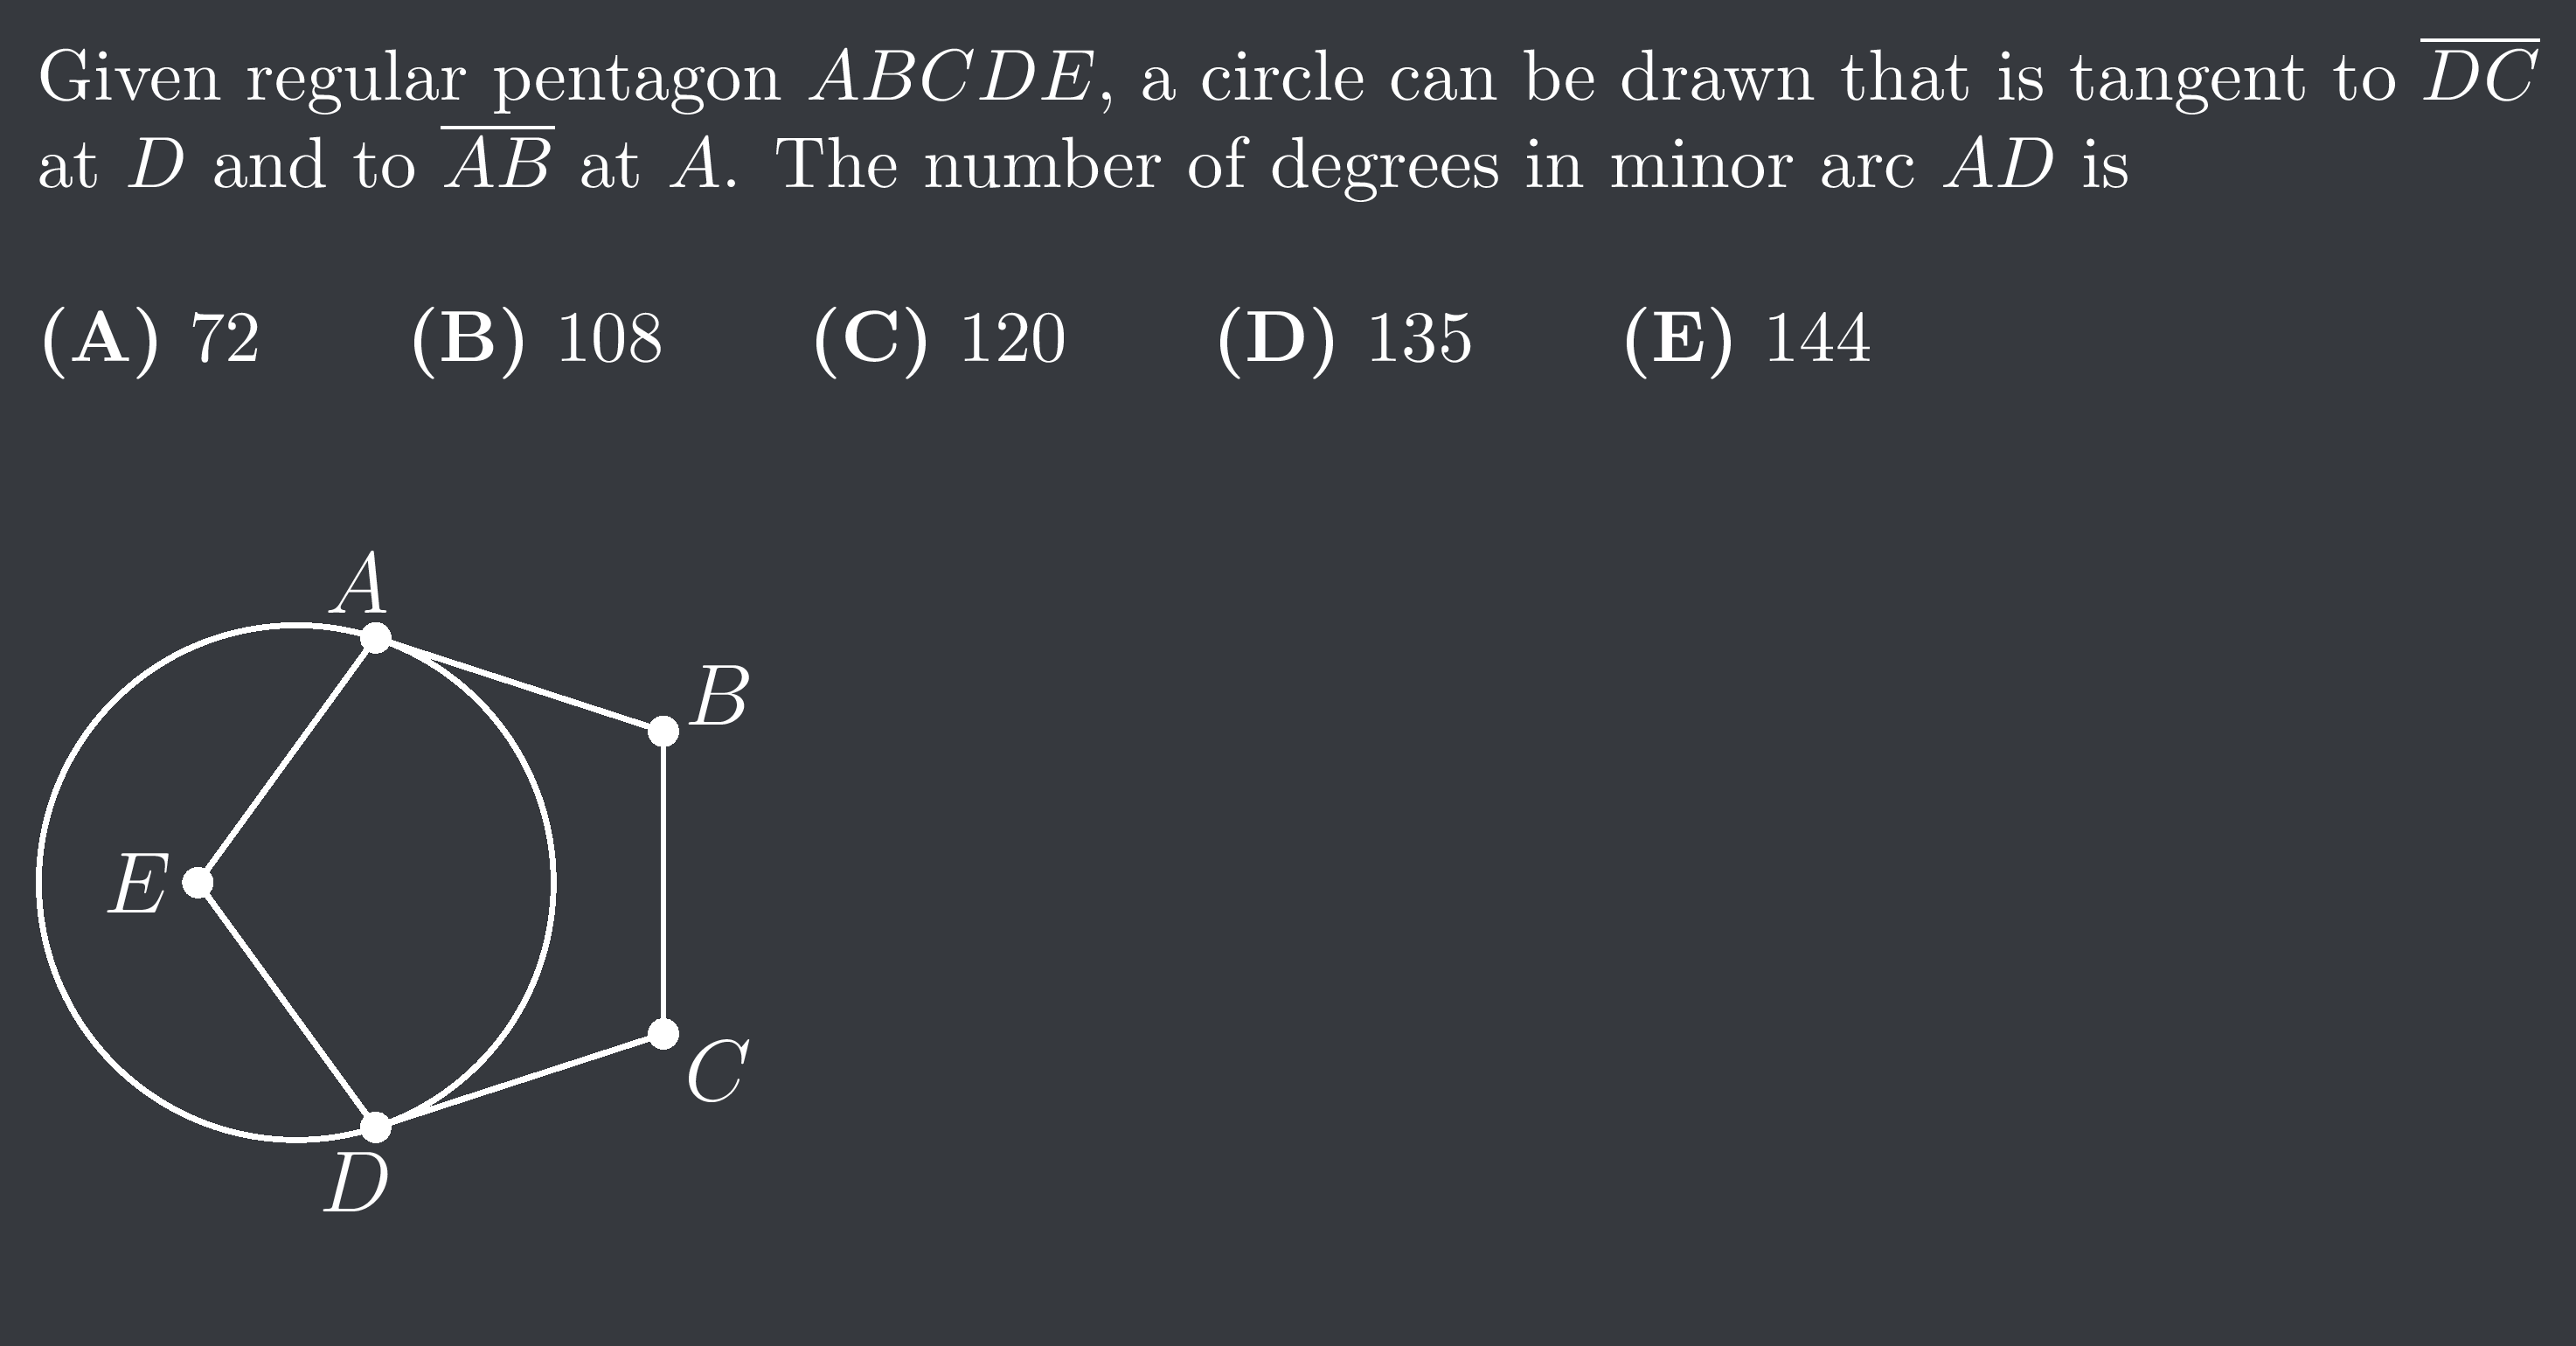 Given regular pentagon $ABCDE$, a circle can be drawn that is tangent to $\overline{DC}$
at $D$ and to $\overline{AB}$ at $A$. The number of degrees in minor arc $AD$ is
(A) 72 (B) 108 (C) 120 (D) 135 (E) 144
A
B
E
C
D